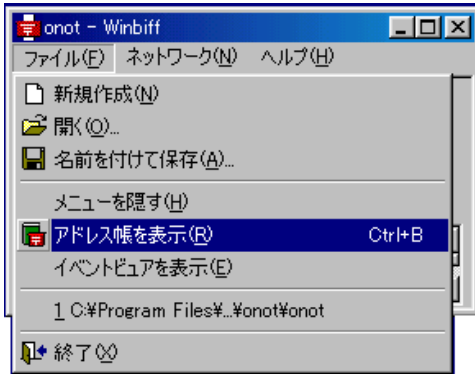 onot - Winbiff
ファイル(F) ネットワーク(N) ヘルプ(H)
新規作成(N)
開く(O)...
名前を付けて保存(A)...
メニューを隠す(H)
アドレス帳を表示(R) Ctrl+B
イベントビュアを表示(E)
1 C:¥Program Files¥...¥onot¥onot
終了(X)